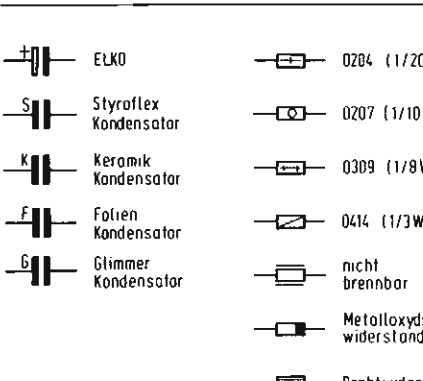 +
ELKO
S
Styroflex
Kondensator
K
Keramik
Kondensator
F
Folien
Kondensator
G
Glimmer
Kondensator
0204 (1/20
0207 (1/10
0309 (1/8W
0414 (1/3W
nicht
brennbar
Metalloxyds
widerstand